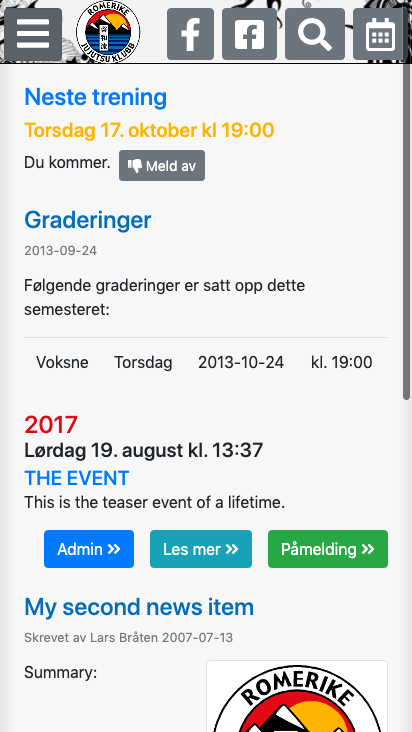 ROMERIKE
JUJUTSU KLUBB
Neste trening
Torsdag 17. oktober kl 19:00
Du kommer. Meld av
Graderinger
2013-09-24
Følgende graderinger er satt opp dette
semesteret:
Voksne Torsdag 2013-10-24 kl. 19:00
2017
Lørdag 19. august kl. 13:37
THE EVENT
This is the teaser event of a lifetime.
Admin Les mer Påmelding
My second news item
Skrevet av Lars Bråten 2007-07-13
Summary:
ROMERIKE